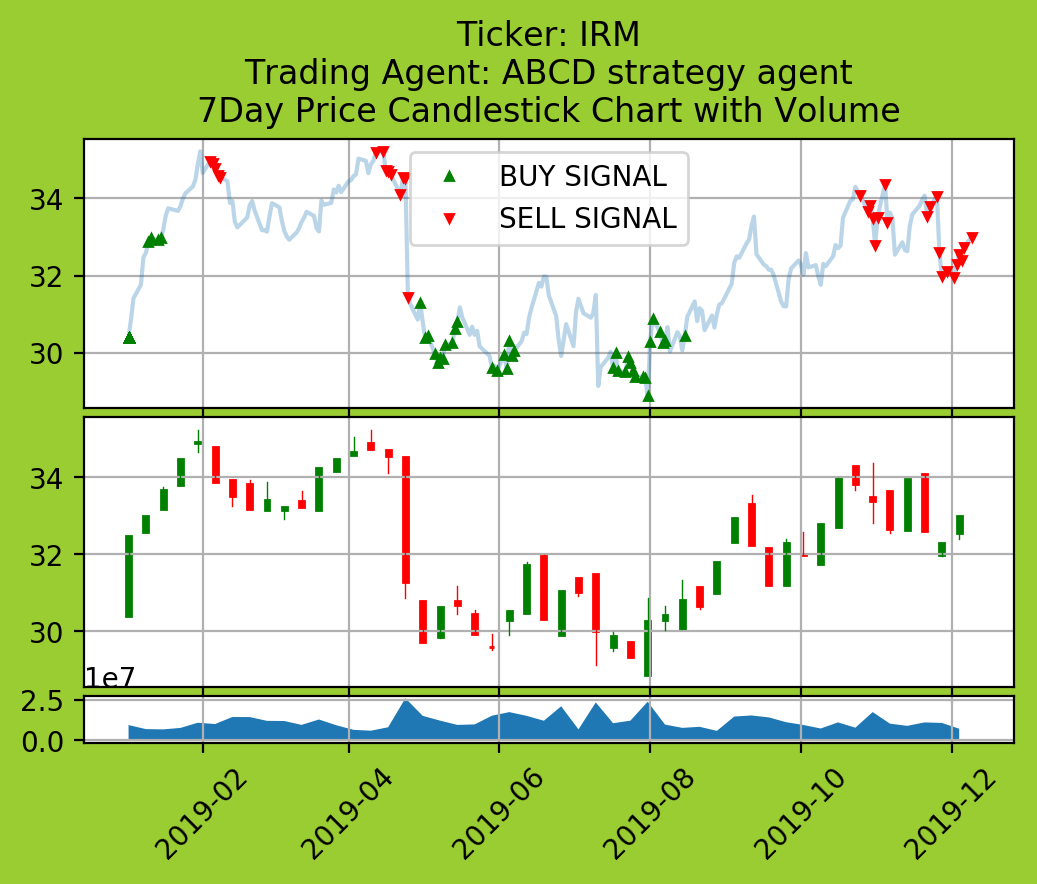 Ticker: IRM
Trading Agent: ABCD strategy agent
7Day Price Candlestick Chart with Volume
BUY SIGNAL
SELL SIGNAL
34
32
30
34
32
30
1e7
2.5
0.0
2019-02
2019-04
2019-06
2019-08
2019-10
2019-12